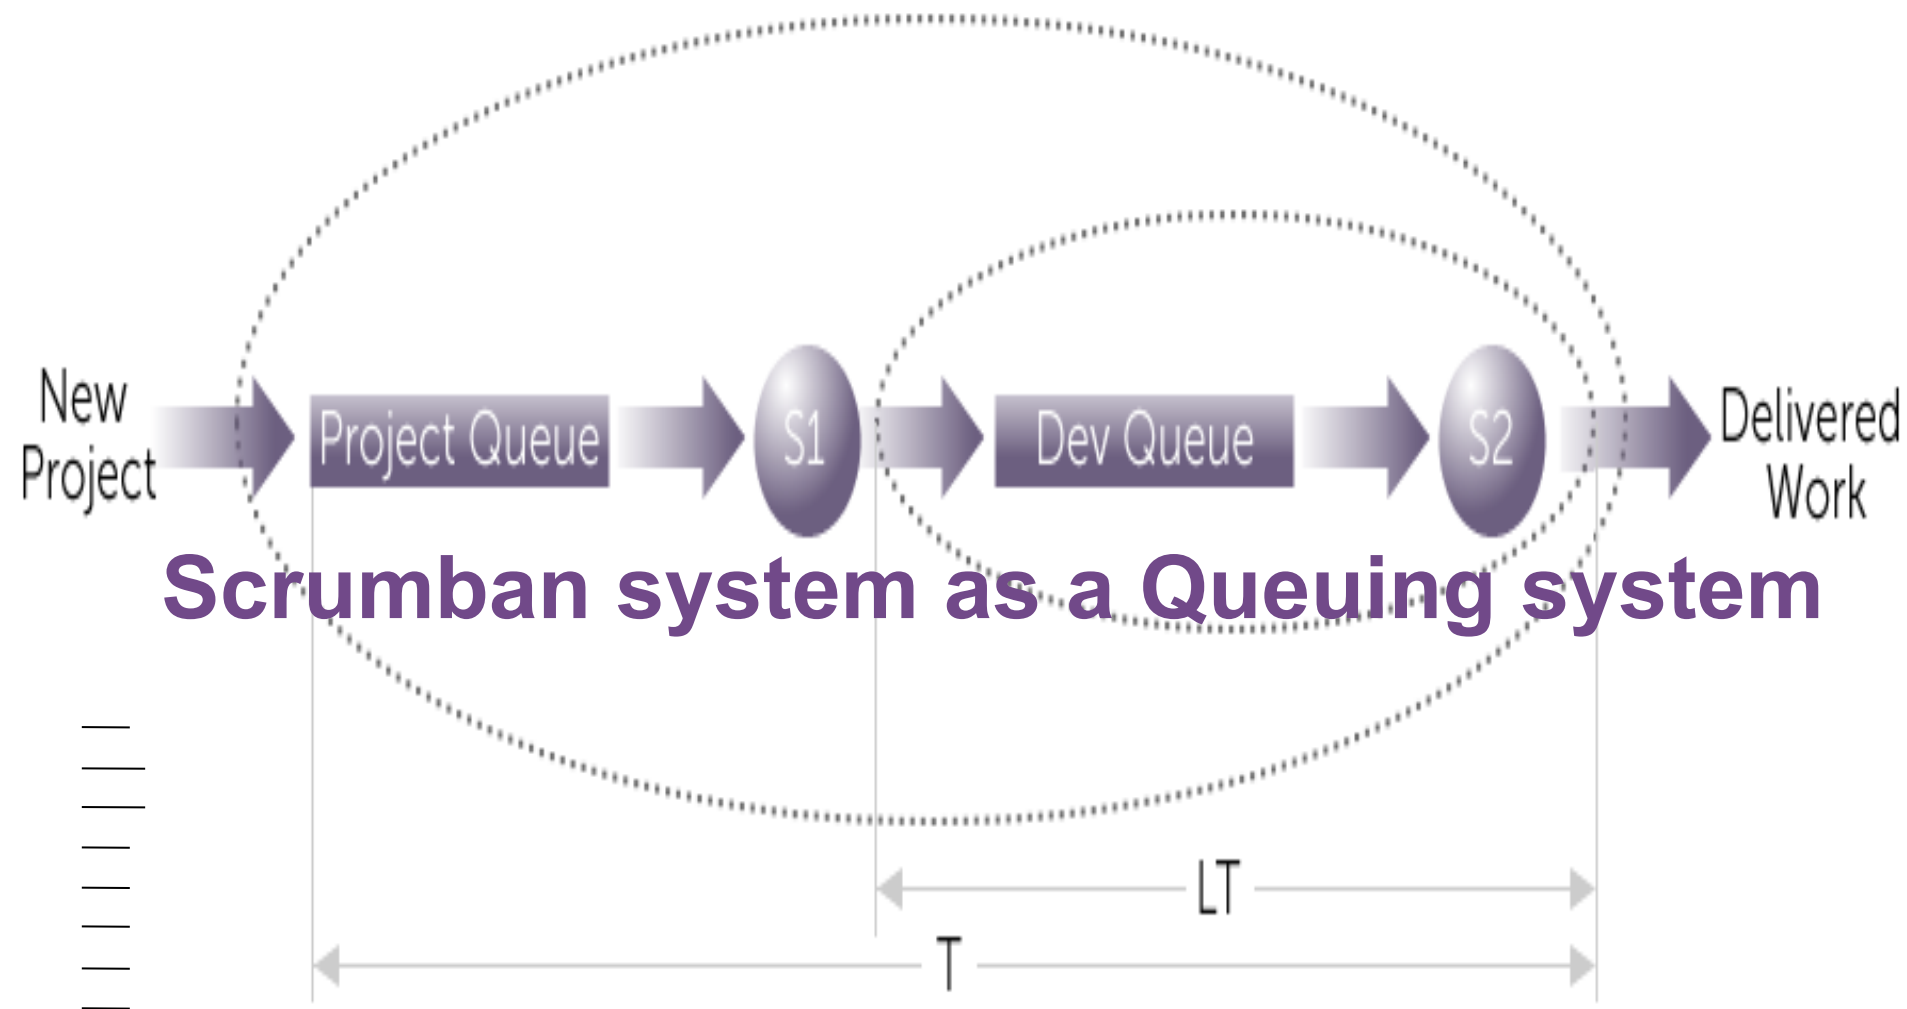 New
Project
Project Queue
S1
Dev Queue
S2
Delivered
Work
Scrumban system as a Queuing system
LT
T